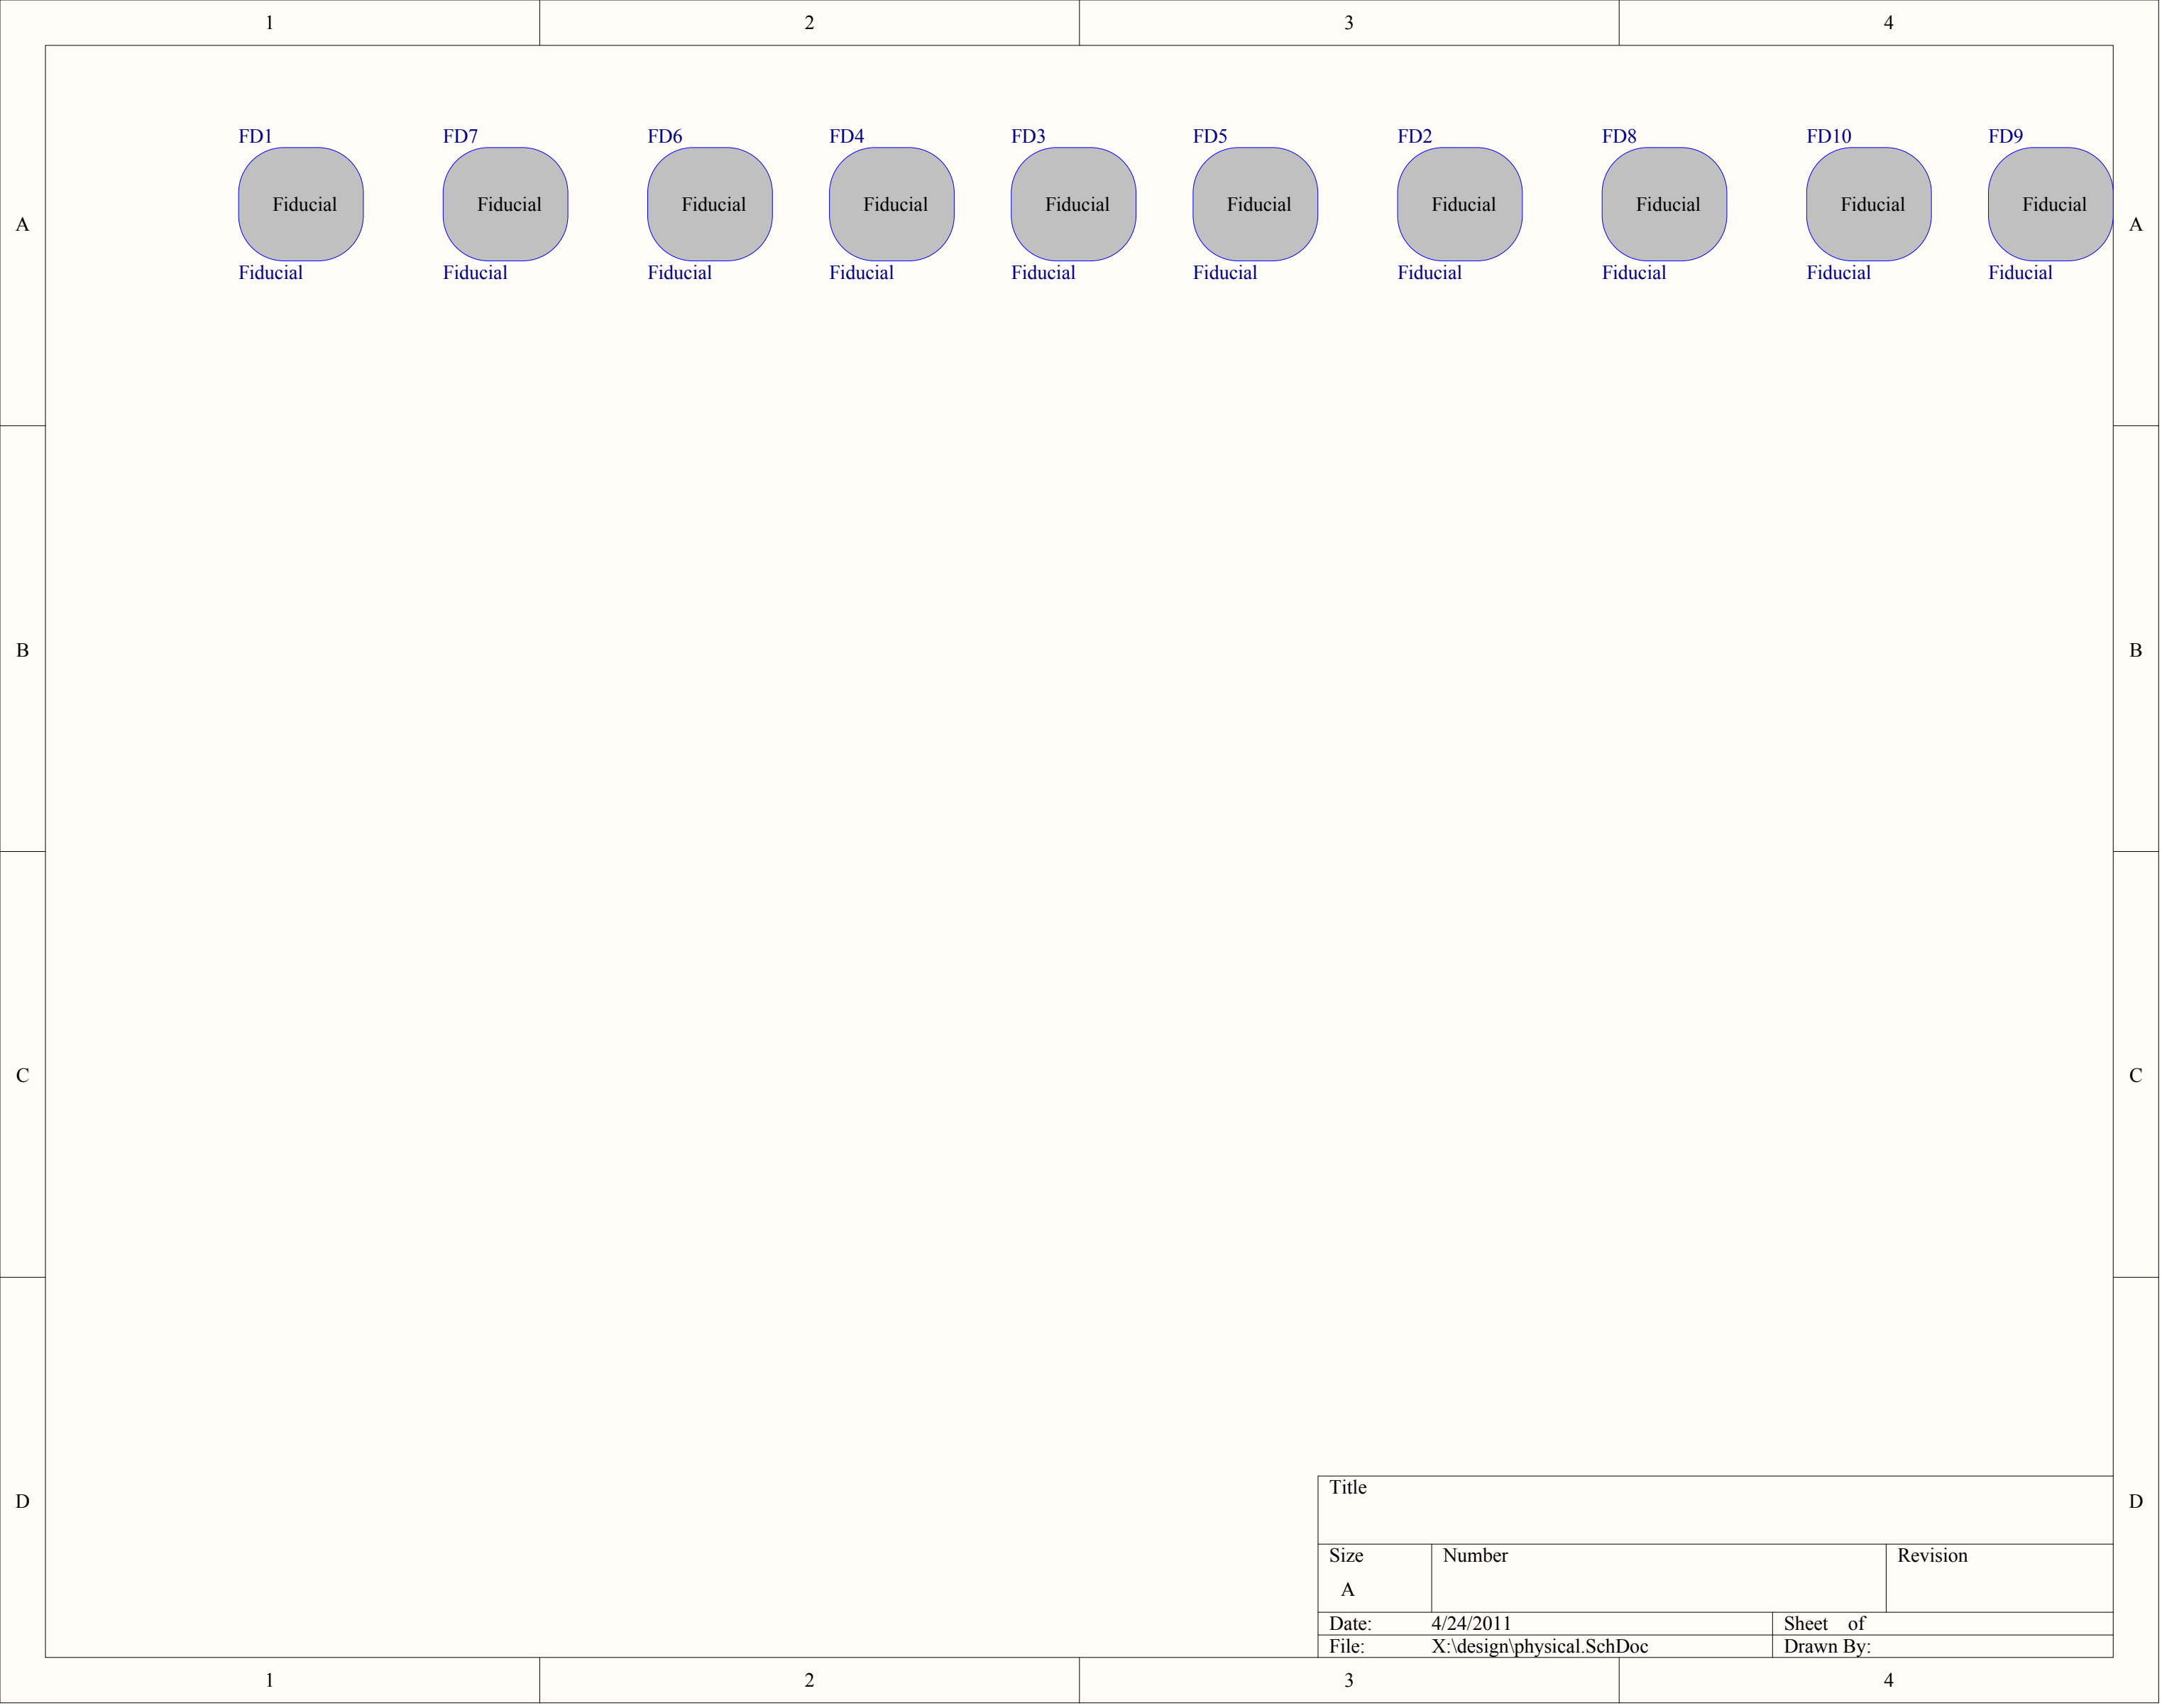 1 2 3 4
FD1 FD7 FD6 FD4 FD3 FD5 FD2 FD8 FD10 FD9
Fiducial Fiducial Fiducial Fiducial Fiducial Fiducial Fiducial Fiducial Fiducial Fiducial
A A
Fiducial Fiducial Fiducial Fiducial Fiducial Fiducial Fiducial Fiducial Fiducial Fiducial
B B
C C
Title
D D
Size Number Revision
A
Date: 4/24/2011 Sheet of
File: X:\design\physical.SchDoc Drawn By:
1 2 3 4